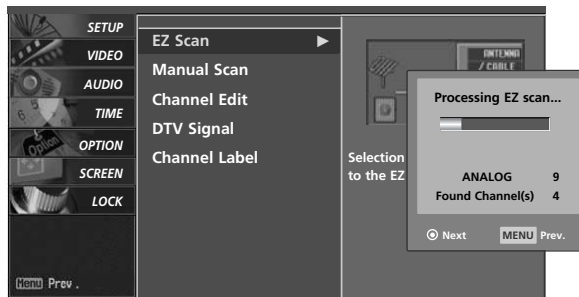 SETUP
VIDEO
AUDIO
TIME
OPTION
SCREEN
LOCK
Menu Prev.
EZ Scan ▶
Manual Scan
Channel Edit
DTV Signal
Channel Label
ANTENNA
/ CABLE
Selection
to the EZ
Processing EZ scan...
ANALOG 9
Found Channel(s) 4
Next MENU Prev.
Option